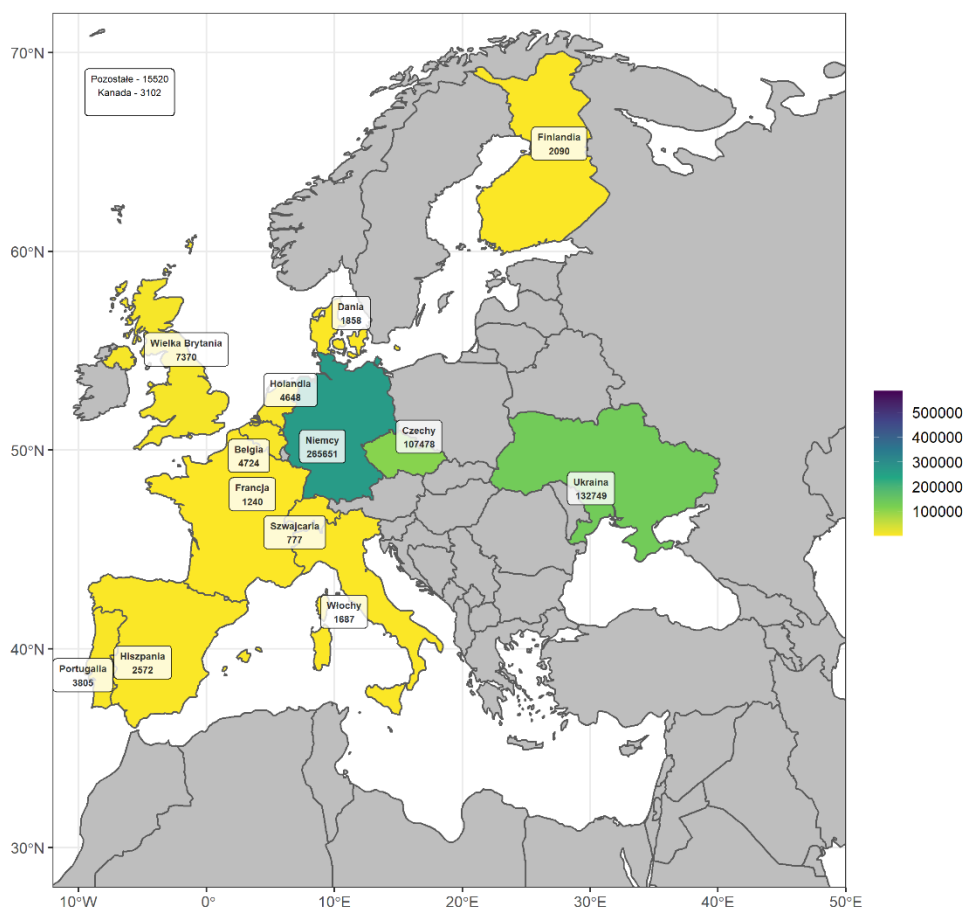 70°N
60°N
50°N
40°N
30°N
Pozostałe - 15520
Kanada - 3102
Finlandia
2090
Dania
1858
Wielka Brytania
7370
Holandia
4648
Czechy
107478
Niemcy
265651
Belgia
4724
Francja
1240
Ukraina
132749
Szwajcaria
777
Włochy
1687
Hiszpania
2572
Portugalia
3805
500000
400000
300000
200000
100000
10°W
0°
10°E
20°E
30°E
40°E
50°E